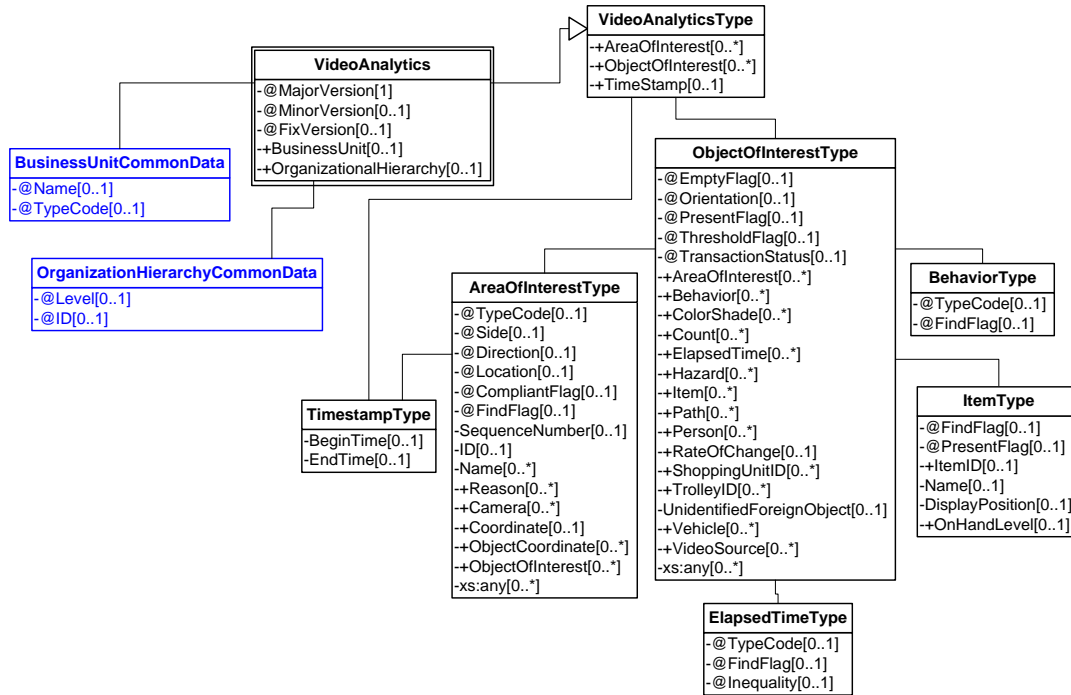 VideoAnalyticsType
-+AreaOfInterest[0..*]
-+ObjectOfInterest[0..*]
-+TimeStamp[0..1]
VideoAnalytics
-@MajorVersion[1]
-@MinorVersion[0..1]
-@FixVersion[0..1]
-+BusinessUnit[0..1]
-+OrganizationalHierarchy[0..1]
BusinessUnitCommonData
-@Name[0..1]
-@TypeCode[0..1]
OrganizationHierarchyCommonData
-@Level[0..1]
-@ID[0..1]
ObjectOfInterestType
-@EmptyFlag[0..1]
-@Orientation[0..1]
-@PresentFlag[0..1]
-@ThresholdFlag[0..1]
-@TransactionStatus[0..1]
-+AreaOfInterest[0..*]
-+Behavior[0..*]
-+ColorShade[0..*]
-+Count[0..*]
-+ElapsedTime[0..*]
-+Hazard[0..*]
-+Item[0..*]
-+Path[0..*]
-+Person[0..*]
-+RateOfChange[0..1]
-+ShoppingUnitID[0..*]
-+TrolleyID[0..*]
-UnidentifiedForeignObject[0..1]
-+Vehicle[0..*]
-+VideoSource[0..*]
-xs:any[0..*]
AreaOfInterestType
-@TypeCode[0..1]
-@Side[0..1]
-@Direction[0..1]
-@Location[0..1]
-@CompliantFlag[0..1]
-@FindFlag[0..1]
-SequenceNumber[0..1]
-ID[0..1]
-Name[0..*]
-+Reason[0..*]
-+Camera[0..*]
-+Coordinate[0..1]
-+ObjectCoordinate[0..*]
-+ObjectOfInterest[0..*]
-xs:any[0..*]
TimestampType
-BeginTime[0..1]
-EndTime[0..1]
BehaviorType
-@TypeCode[0..1]
-@FindFlag[0..1]
ItemType
-@FindFlag[0..1]
-@PresentFlag[0..1]
-+ItemID[0..1]
-Name[0..1]
-DisplayPosition[0..1]
-+OnHandLevel[0..1]
ElapsedTimeType
-@TypeCode[0..1]
-@FindFlag[0..1]
-@Inequality[0..1]